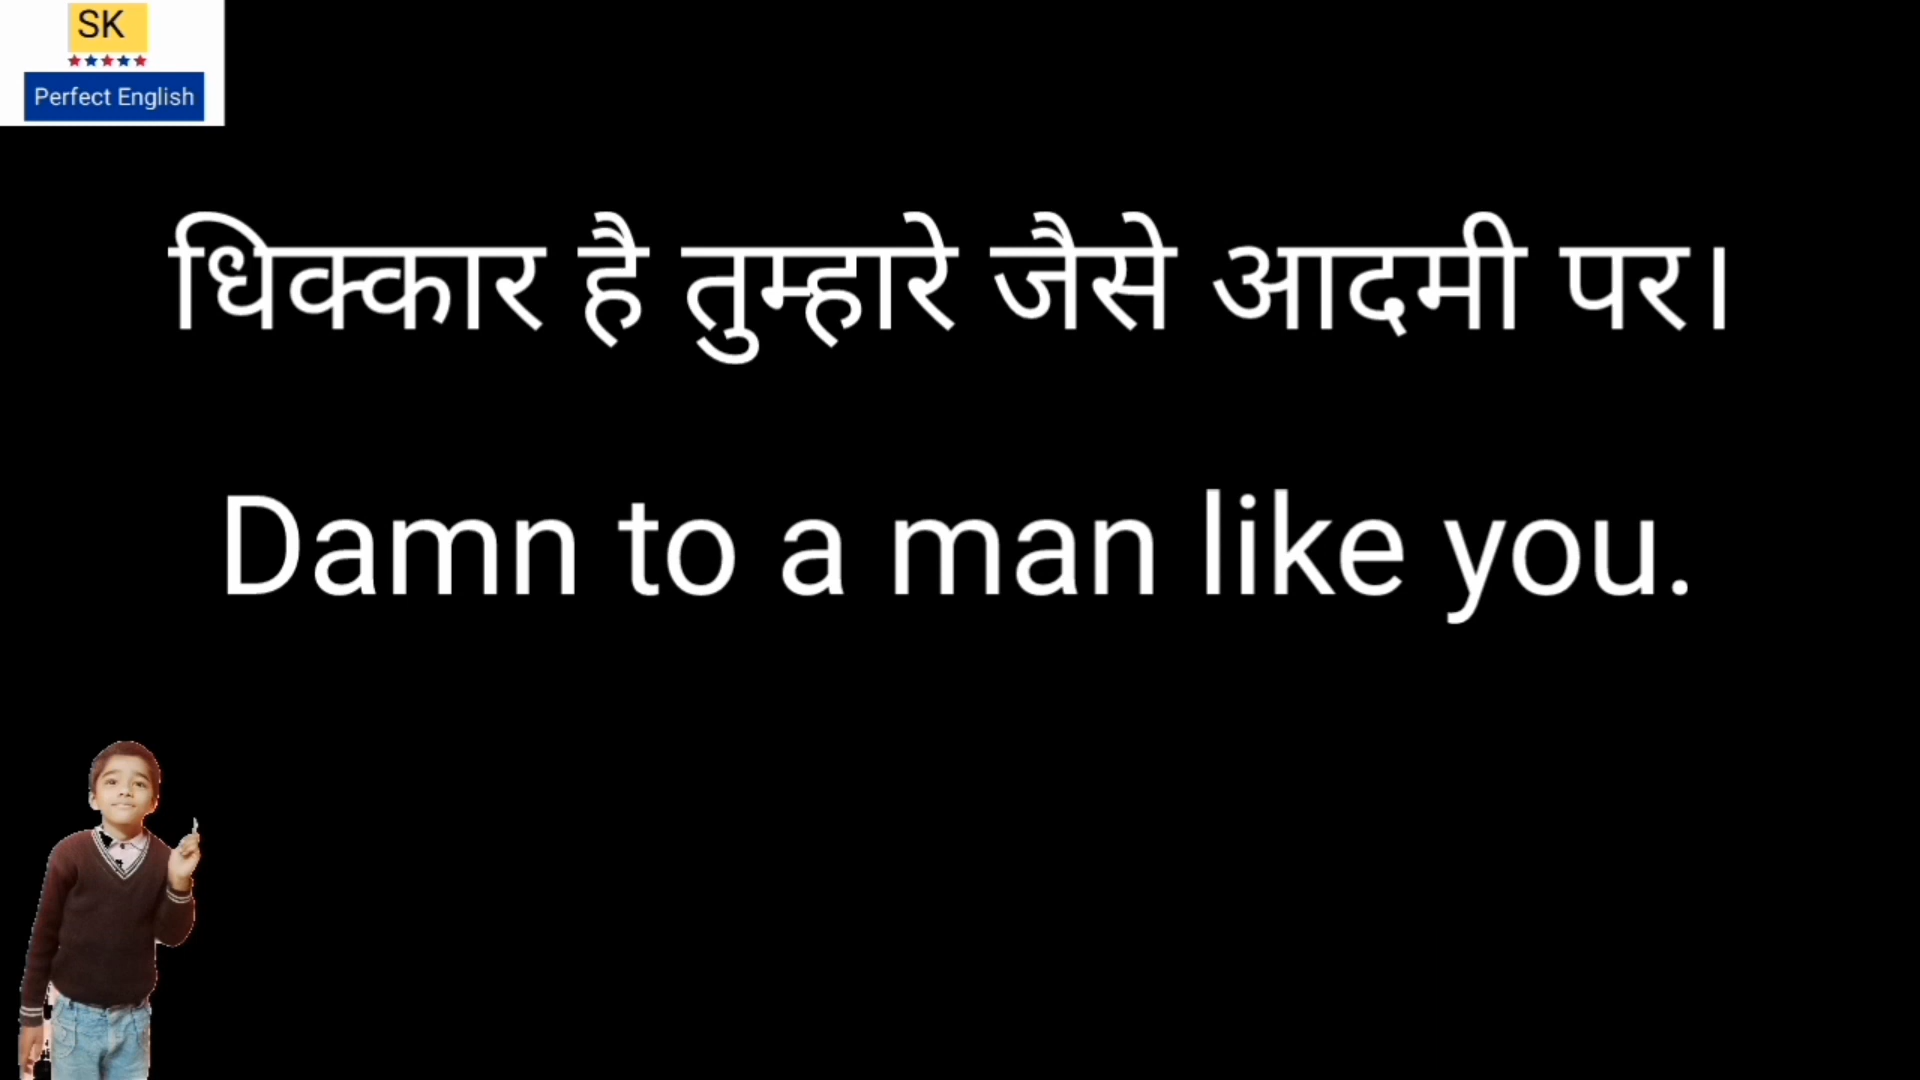 SK
Perfect English
धिक्कार है तुम्हारे जैसे आदमी पर।
Damn to a man like you.